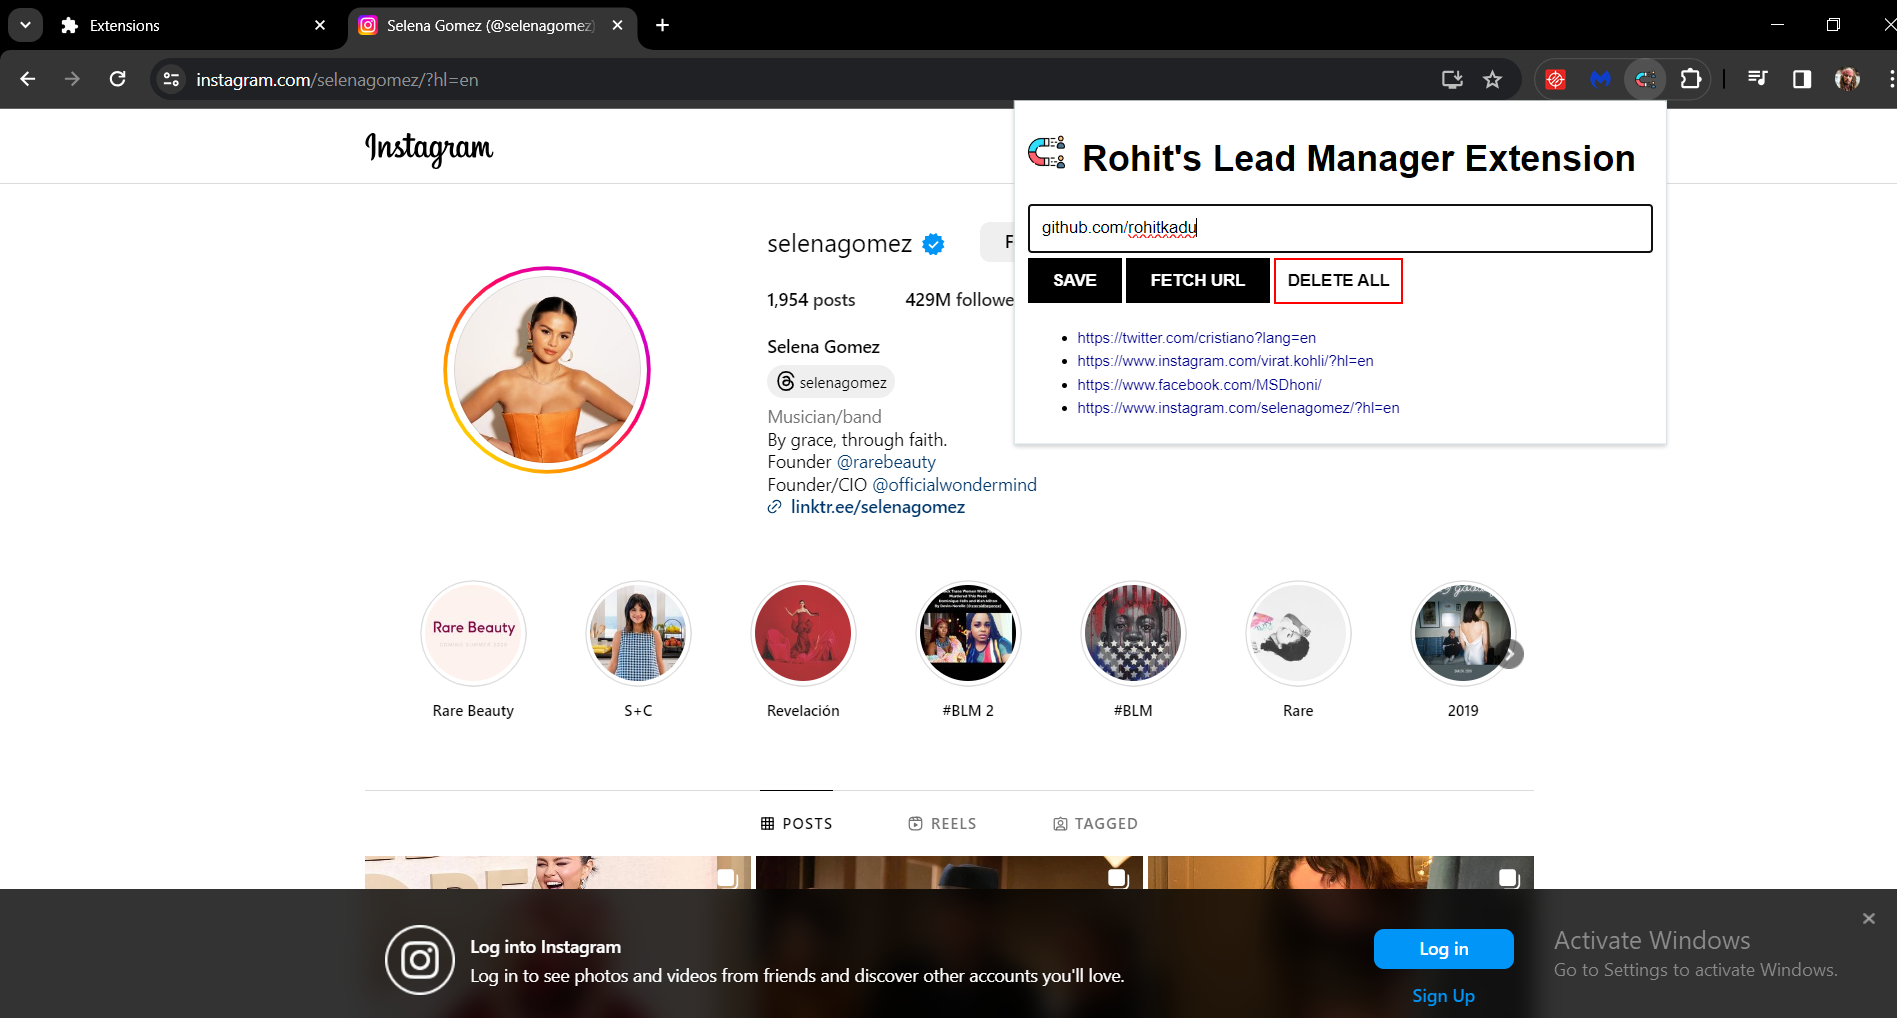 Extensions
Selena Gomez (@selenagomez)
instagram.com/selenagomez/?hl=en
Instagram
Rohit's Lead Manager Extension
github.com/rohitkadu
SAVE
FETCH URL
DELETE ALL
https://twitter.com/cristiano?lang=en
https://www.instagram.com/virat.kohli/?hl=en
https://www.facebook.com/MSDhoni/
https://www.instagram.com/selenagomez/?hl=en
selenagomez
F
1,954 posts
429M followe
Selena Gomez
selenagomez
Musician/band
By grace, through faith.
Founder @rarebeauty
Founder/CIO @officialwondermind
linktr.ee/selenagomez
Rare Beauty
Rare Beauty
S+C
Revelación
#BLM 2
#BLM
Rare
2019
POSTS
REELS
TAGGED
Log into Instagram
Log in to see photos and videos from friends and discover other accounts you'll love.
Log in
Sign Up
Activate Windows
Go to Settings to activate Windows.